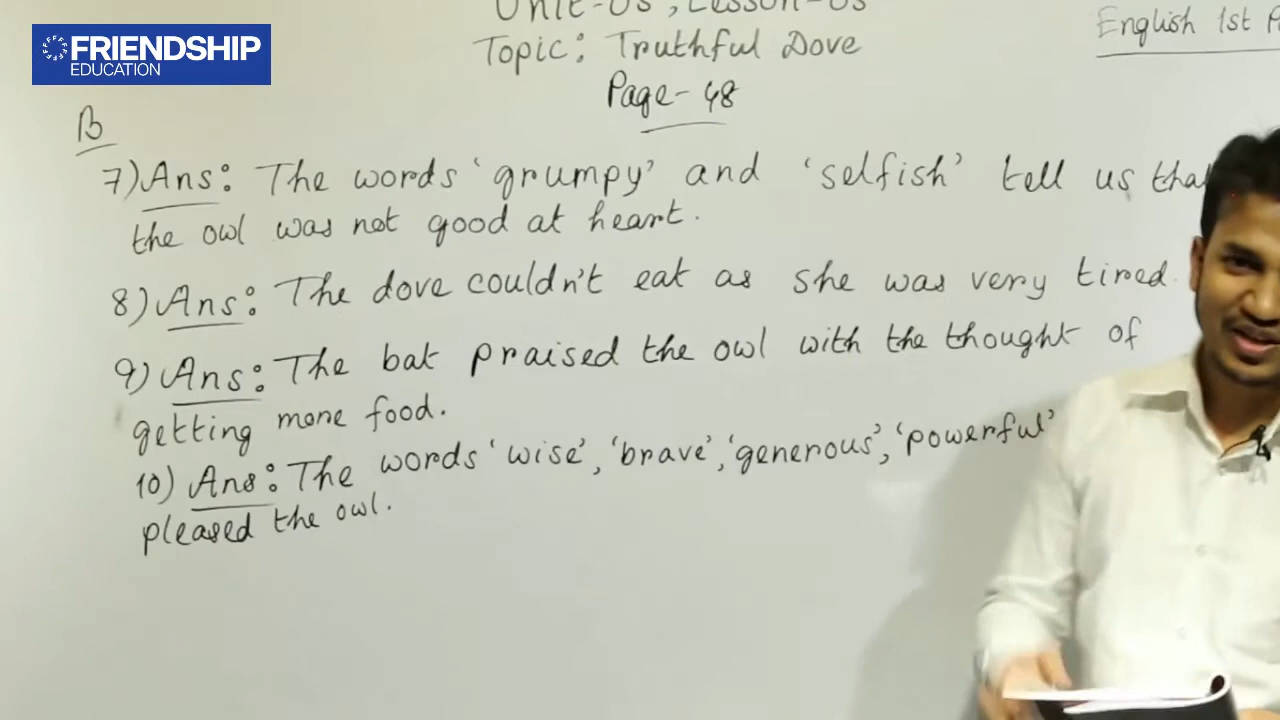 FRIENDSHIP
EDUCATION
Topic: Truthful Dove
English 1st
Page-48
B
7) Ans: The words 'grumpy' and 'selfish' tell us that
the owl was not good at heart.
8) Ans: The dove couldn't eat as she was very tired.
9) Ans: The bat praised the owl with the thought of
getting more food.
10) Ans: The words 'wise', 'brave', 'generous', 'powerful'
pleased the owl.